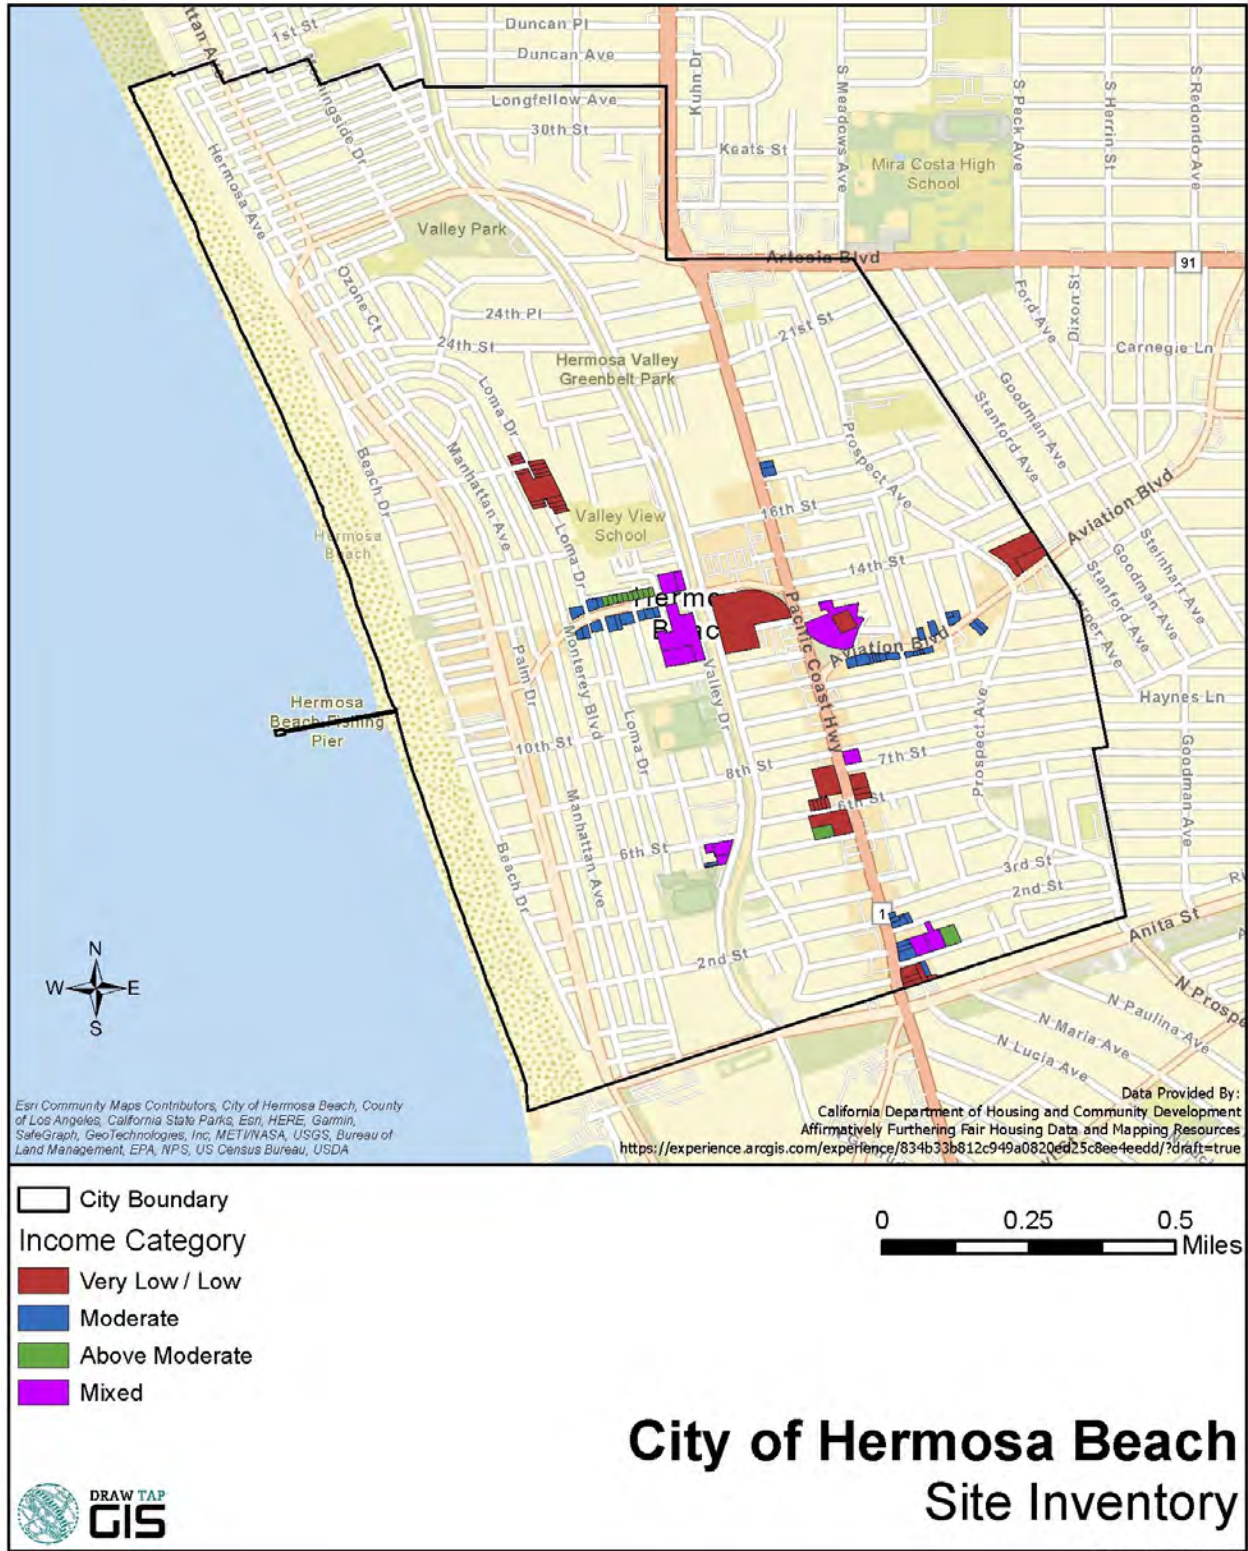 1st St
Duncan Pl
Duncan Ave
Longfellow Ave
30th St
Kuhn Dr
Keats St
S Meadows Ave
S Peck Ave
S Herrin St
S Redondo Ave
Mira Costa High
School
Hermosa Ave
Valley Park
Artesia Blvd
91
Ozone Ct
24th Pl
24th St
21st St
Ford Ave
Dixon St
Carnegie Ln
Hermosa Valley
Greenbelt Park
Loma Dr
Prospect Ave
Goodman Ave
Stanford Ave
Beach Dr
Manhattan Ave
16th St
Aviation Blvd
Valley View
School
Hermosa
Beach
Loma Dr
14th St
Steinhart Ave
Goodman Ave
Stanford Ave
Pacific Coast Hwy
Aviation Blvd
Palm Dr
Monterey Blvd
Valley Dr
Haynes Ln
Hermosa
Beach Fishing
Pier
10th St
Loma Dr
8th St
7th St
Prospect Ave
Goodman Ave
6th St
Manhattan Ave
6th St
Beach Dr
3rd St
2nd St
1
Anita St
2nd St
N
W E
S
N Paulina Ave
N Maria Ave
N Lucia Ave
Esri Community Maps Contributors, City of Hermosa Beach, County
of Los Angeles, California State Parks, Esri, HERE, Garmin,
SafeGraph, GeoTechnologies, Inc, METI/NASA, USGS, Bureau of
Land Management, EPA, NPS, US Census Bureau, USDA
Data Provided By:
California Department of Housing and Community Development
Affirmatively Furthering Fair Housing Data and Mapping Resources
https://experience.arcgis.com/experience/834b33b812c949a0820ed25c8ee4eedd/?draft=true
City Boundary
Income Category
Very Low / Low
Moderate
Above Moderate
Mixed
0 0.25 0.5
Miles
City of Hermosa Beach
Site Inventory
DRAW TAP
GIS